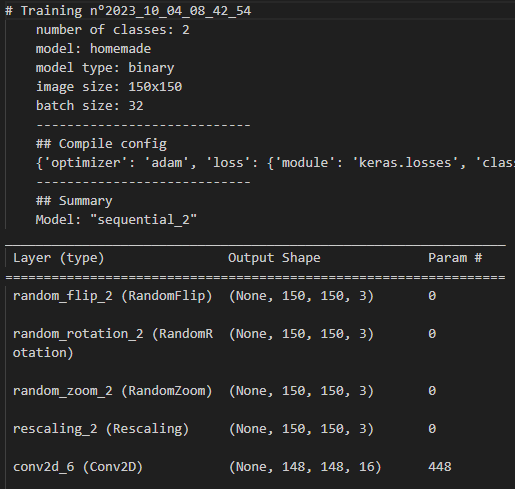 # Training n°2023_10_04_08_42_54
number of classes: 2
model: homemade
model type: binary
image size: 150x150
batch size: 32
----------------------------
## Compile config
{'optimizer': 'adam', 'loss': {'module': 'keras.losses', 'clas
----------------------------
## Summary
Model: "sequential_2"
_________________________________________________________________
Layer (type) Output Shape Param #
=================================================================
random_flip_2 (RandomFlip) (None, 150, 150, 3) 0
random_rotation_2 (RandomR (None, 150, 150, 3) 0
otation)
random_zoom_2 (RandomZoom) (None, 150, 150, 3) 0
rescaling_2 (Rescaling) (None, 150, 150, 3) 0
conv2d_6 (Conv2D) (None, 148, 148, 16) 448